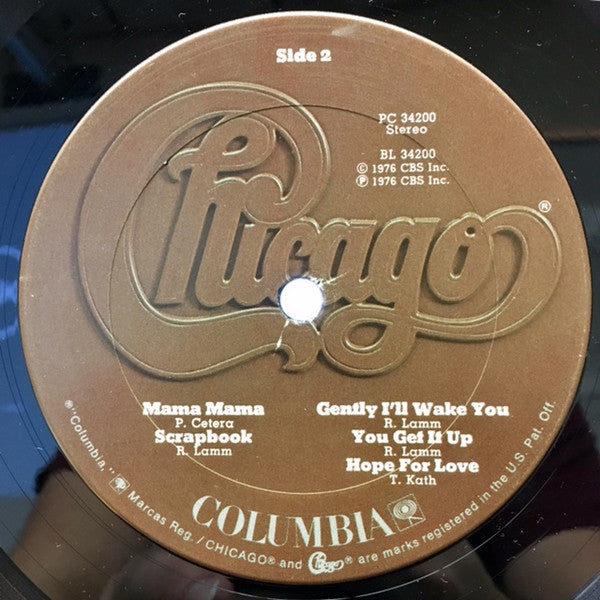 Side 2
PC 34200
Stereo
BL 34200
© 1976 CBS Inc.
℗ 1976 CBS Inc.
Chicago®
Mama Mama
P. Cetera
Scrapbook
R. Lamm
Gently I'll Wake You
R. Lamm
You Get It Up
R. Lamm
Hope For Love
T. Kath
COLUMBIA
®"Columbia," Marcas Reg./CHICAGO® and Chicago® are marks registered in the U.S. Pat. Off.